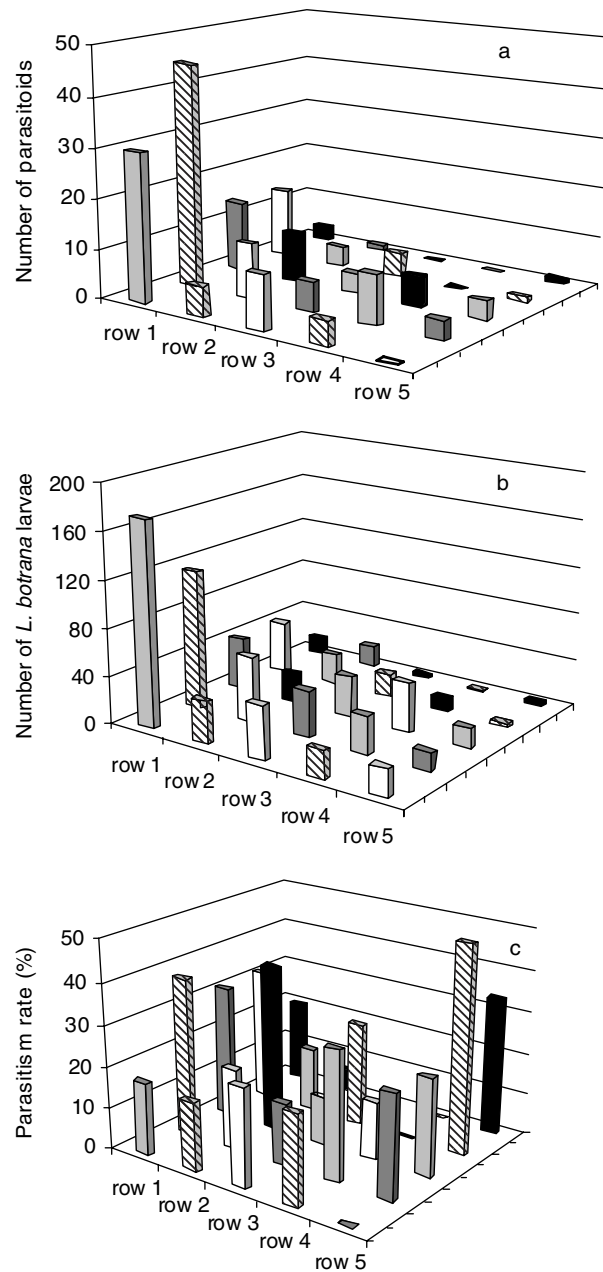 a
Number of parasitoids
50
40
30
20
10
0
row 1
row 2
row 3
row 4
row 5
b
Number of L. botrana larvae
200
160
120
80
40
0
row 1
row 2
row 3
row 4
row 5
c
Parasitism rate (%)
50
40
30
20
10
0
row 1
row 2
row 3
row 4
row 5